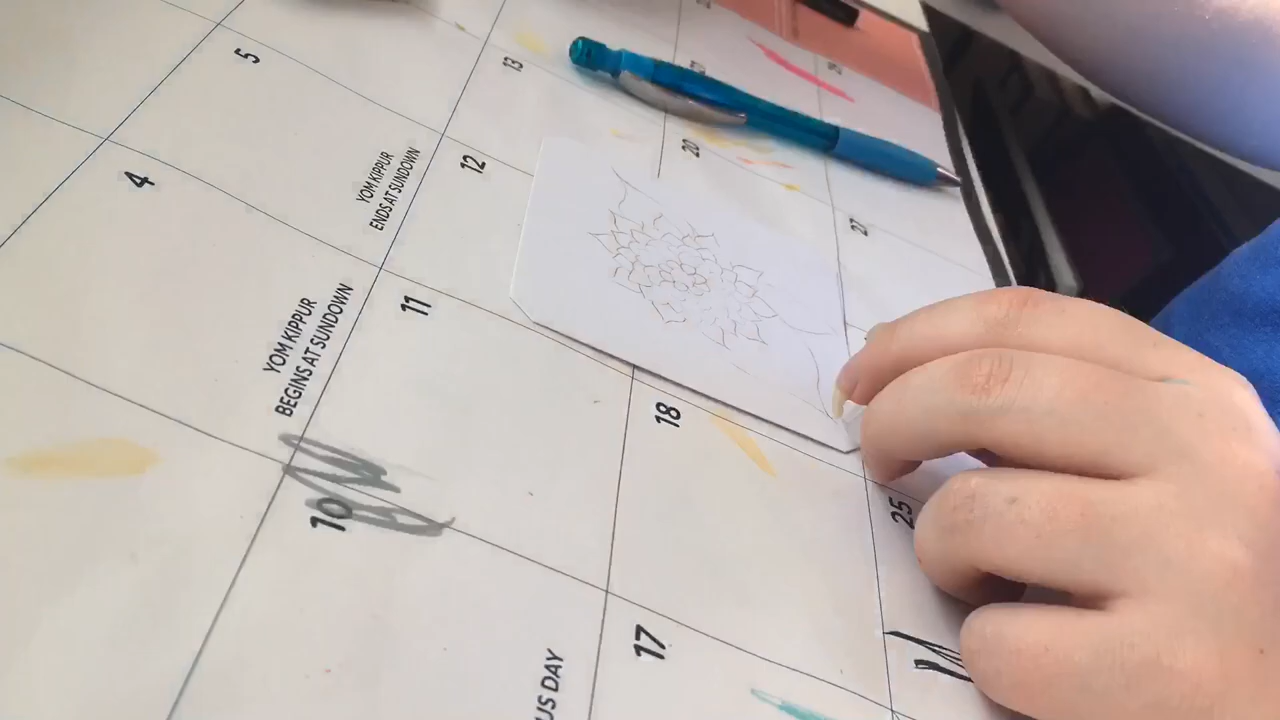 5
4
YOM KIPPUR
ENDS AT SUNDOWN
13
12
YOM KIPPUR
BEGINS AT SUNDOWN
11
10
20
27
18
25
17
US DAY